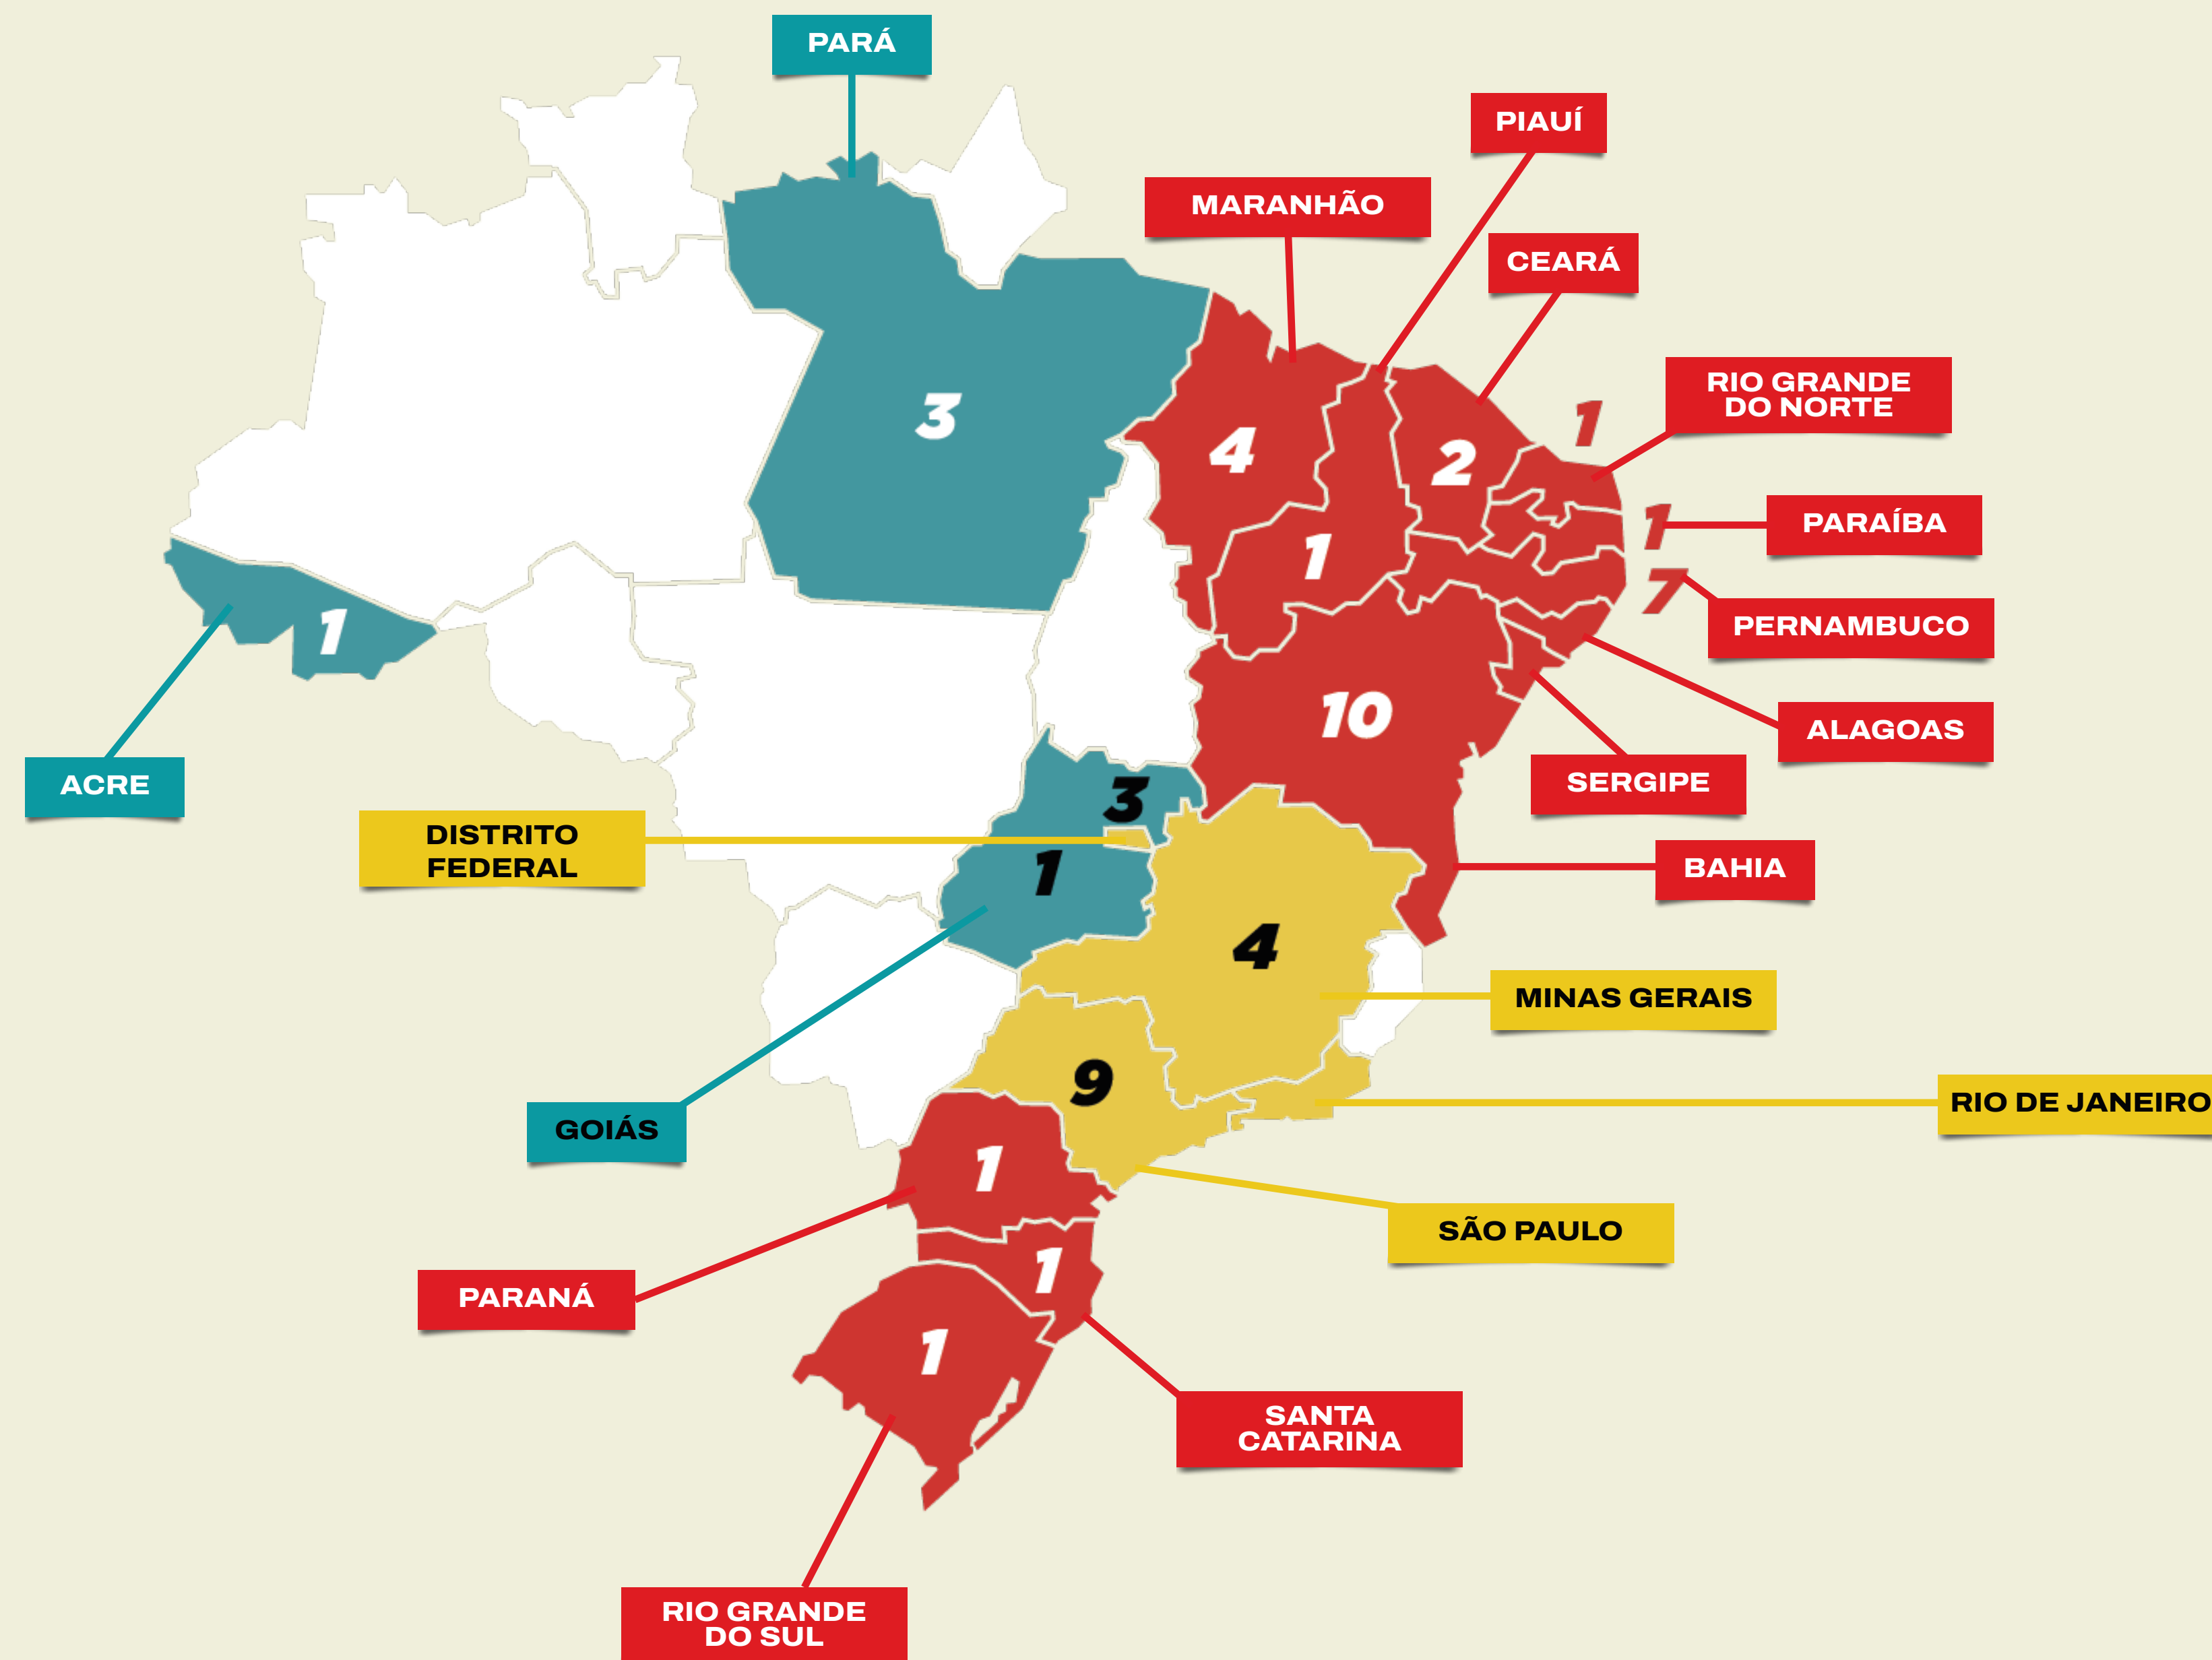 PARÁ
PIAUÍ
MARANHÃO
CEARÁ
RIO GRANDE
DO NORTE
1
3
4
2
PARAÍBA
1
1
7
PERNAMBUCO
1
10
ALAGOAS
SERGIPE
ACRE
3
DISTRITO
FEDERAL
1
BAHIA
4
MINAS GERAIS
9
RIO DE JANEIRO
GOIÁS
1
SÃO PAULO
1
PARANÁ
1
SANTA
CATARINA
RIO GRANDE
DO SUL